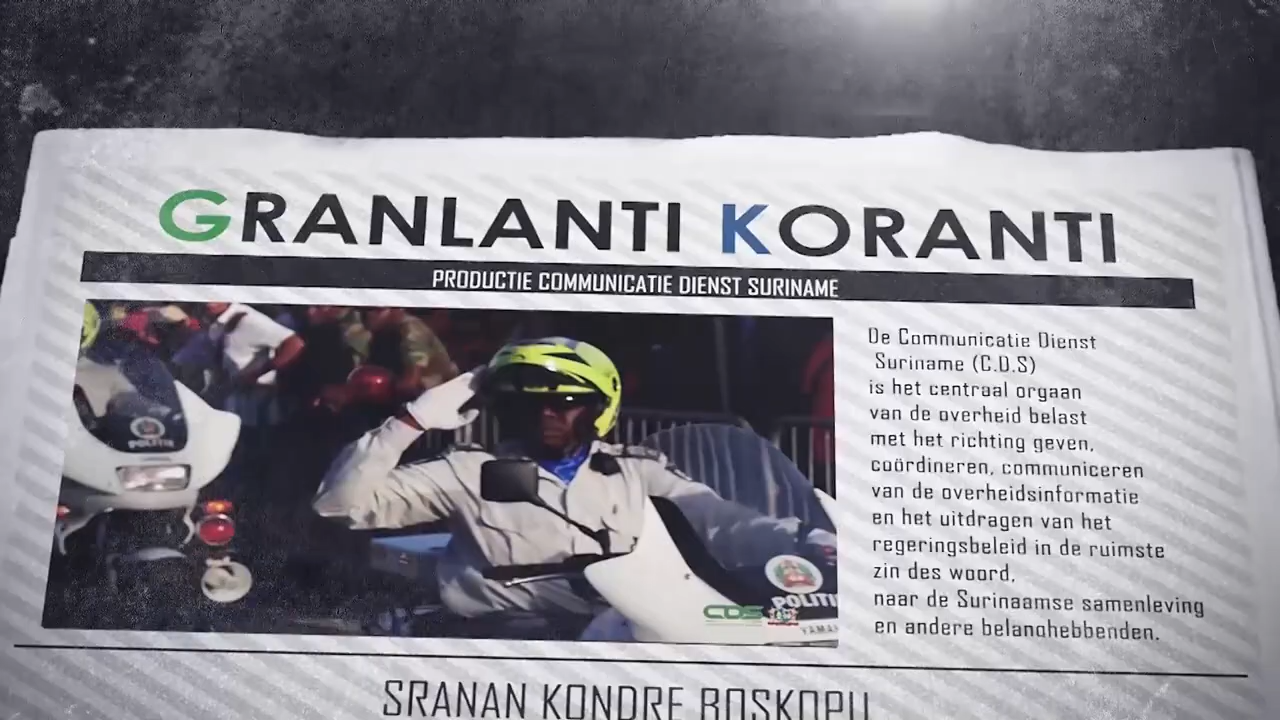 GRANLANTI KORANTI
PRODUCTIE COMMUNICATIE DIENST SURINAME
De Communicatie Dienst
Suriname (C.D.S)
is het centraal orgaan
van de overheid belast
met het richting geven,
coördineren, communiceren
van de overheidsinformatie
en het uitdragen van het
regeringsbeleid in de ruimste
zin des woord,
naar de Surinaamse samenleving
en andere belanghebbenden.
POLITIE
POLITI
CDS
YAMA
SRANAN KONDRE BOSKOPU